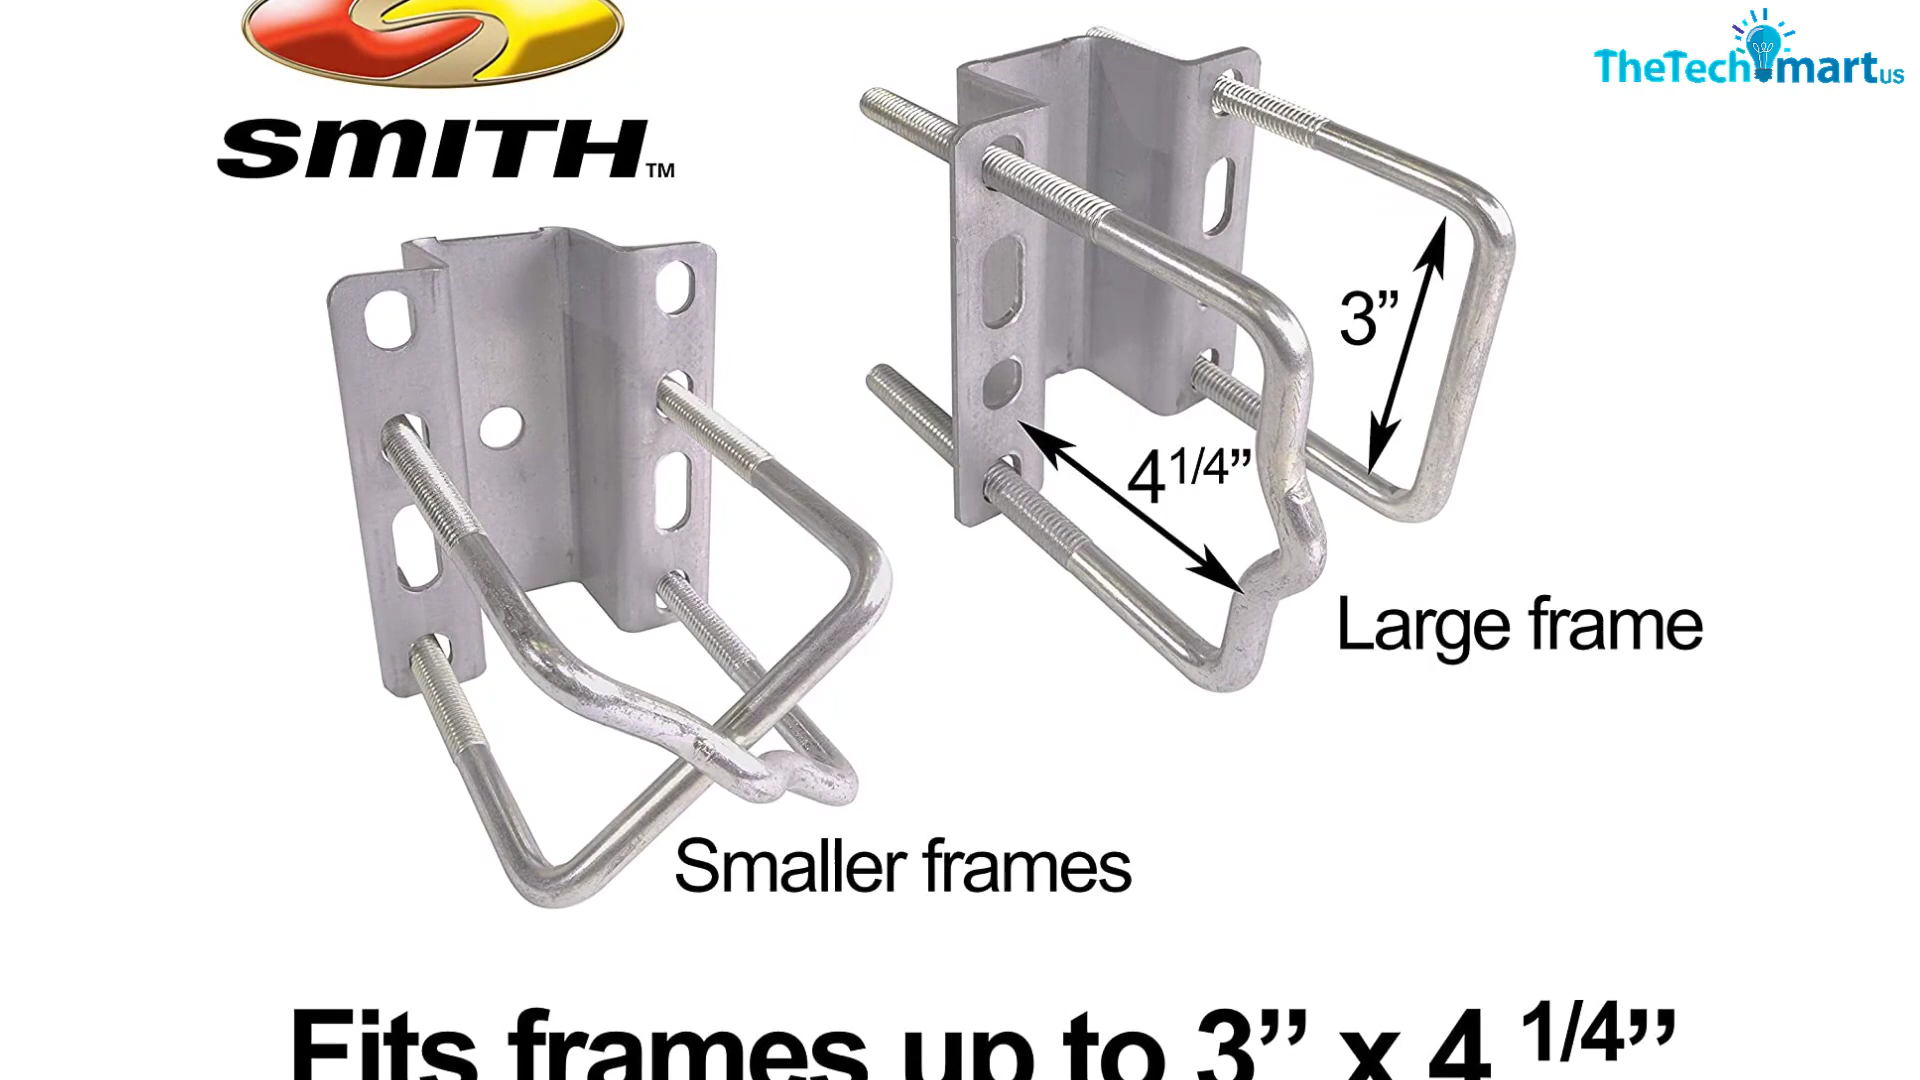 TheTechmartUS
SMITH™
3”
4 1/4”
Large frame
Smaller frames
Fits frames up to 3” x 4 1/4”